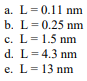 a. L = 0.11 nm
b. L = 0.25 nm
c. L = 1.5 nm
d. L = 4.3 nm
e. L = 13 nm